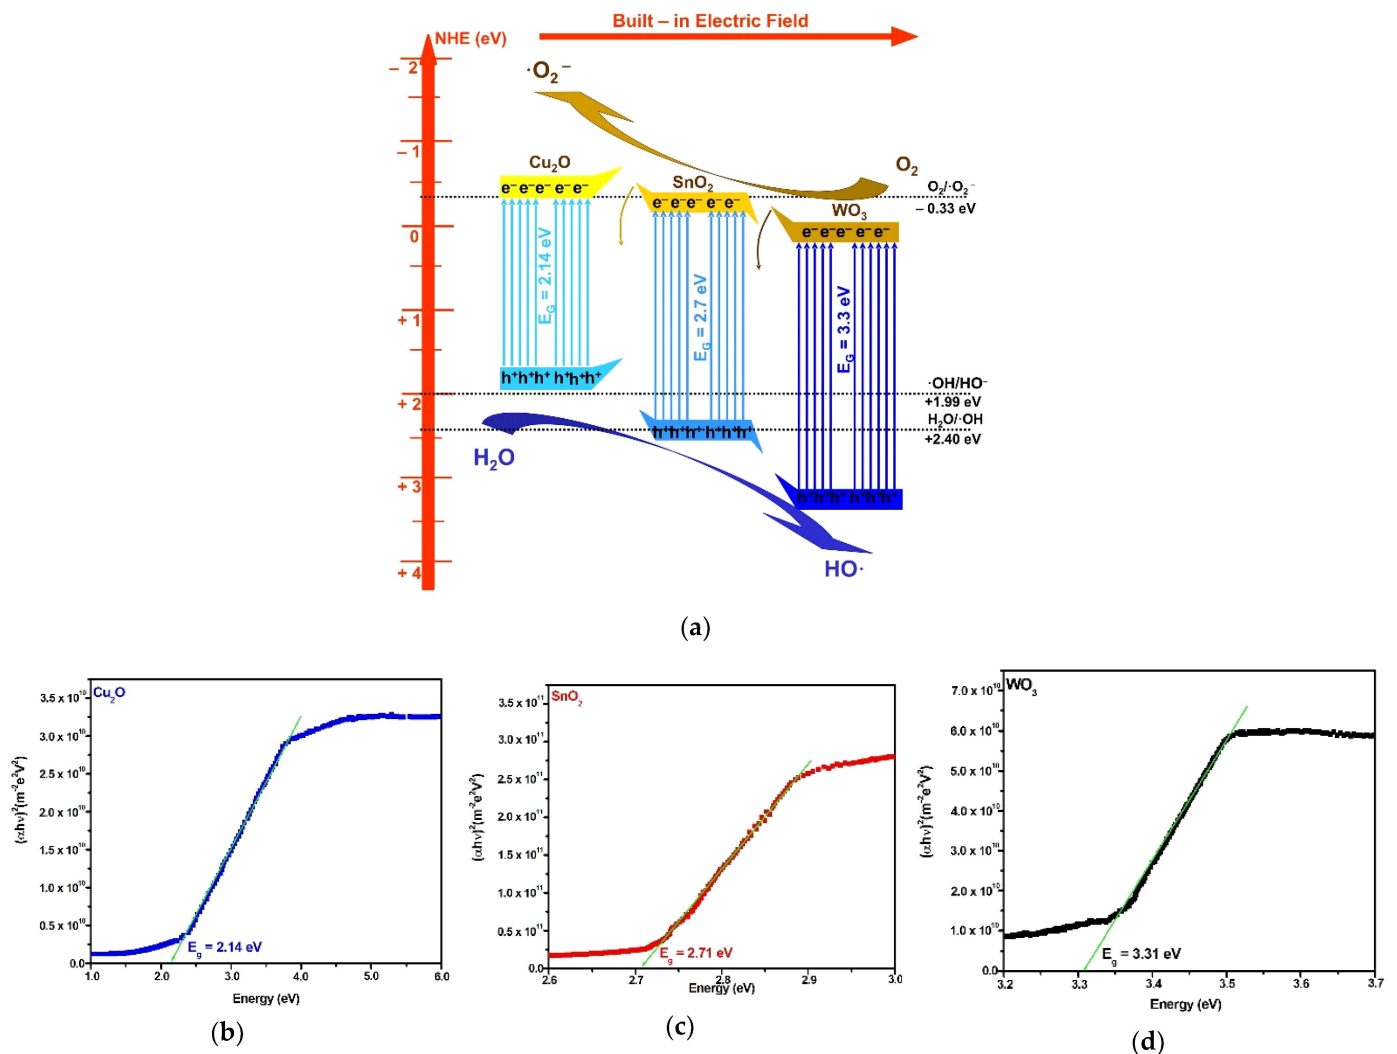 Built – in Electric Field
NHE (eV)
– 2
– 1
0
+ 1
+ 2
+ 3
+ 4
·O₂⁻
O₂
Cu₂O
SnO₂
WO₃
e⁻e⁻e⁻ e⁻e⁻
e⁻e⁻e⁻ e⁻e⁻
e⁻e⁻e⁻ e⁻e⁻
E_G = 2.14 eV
E_G = 2.7 eV
E_G = 3.3 eV
h⁺h⁺h⁺ h⁺h⁺h⁺
h⁺h⁺h⁺ h⁺h⁺h⁺
h⁺h⁺h⁺ h⁺h⁺h⁺
O₂/·O₂⁻
– 0.33 eV
·OH/HO⁻
+1.99 eV
H₂O/·OH
+2.40 eV
H₂O
HO·
(a)
Cu₂O
3.5 x 10¹⁰
3.0 x 10¹⁰
2.5 x 10¹⁰
2.0 x 10¹⁰
1.5 x 10¹⁰
1.0 x 10¹⁰
0.5 x 10¹⁰
0.0
(αhν)²(m⁻²e²V²)
E_g = 2.14 eV
1.0 2.0 3.0 4.0 5.0 6.0
Energy (eV)
(b)
SnO₂
3.5 x 10¹¹
3.0 x 10¹¹
2.5 x 10¹¹
2.0 x 10¹¹
1.5 x 10¹¹
1.0 x 10¹¹
0.5 x 10¹¹
0.0
(αhν)²(m⁻²e²V²)
E_g = 2.71 eV
2.6 2.7 2.8 2.9 3.0
Energy (eV)
(c)
WO₃
7.0 x 10¹⁰
6.0 x 10¹⁰
5.0 x 10¹⁰
4.0 x 10¹⁰
3.0 x 10¹⁰
2.0 x 10¹⁰
1.0 x 10¹⁰
0.0
(αhν)²(m⁻²e²V²)
E_g = 3.31 eV
3.2 3.3 3.4 3.5 3.6 3.7
Energy (eV)
(d)